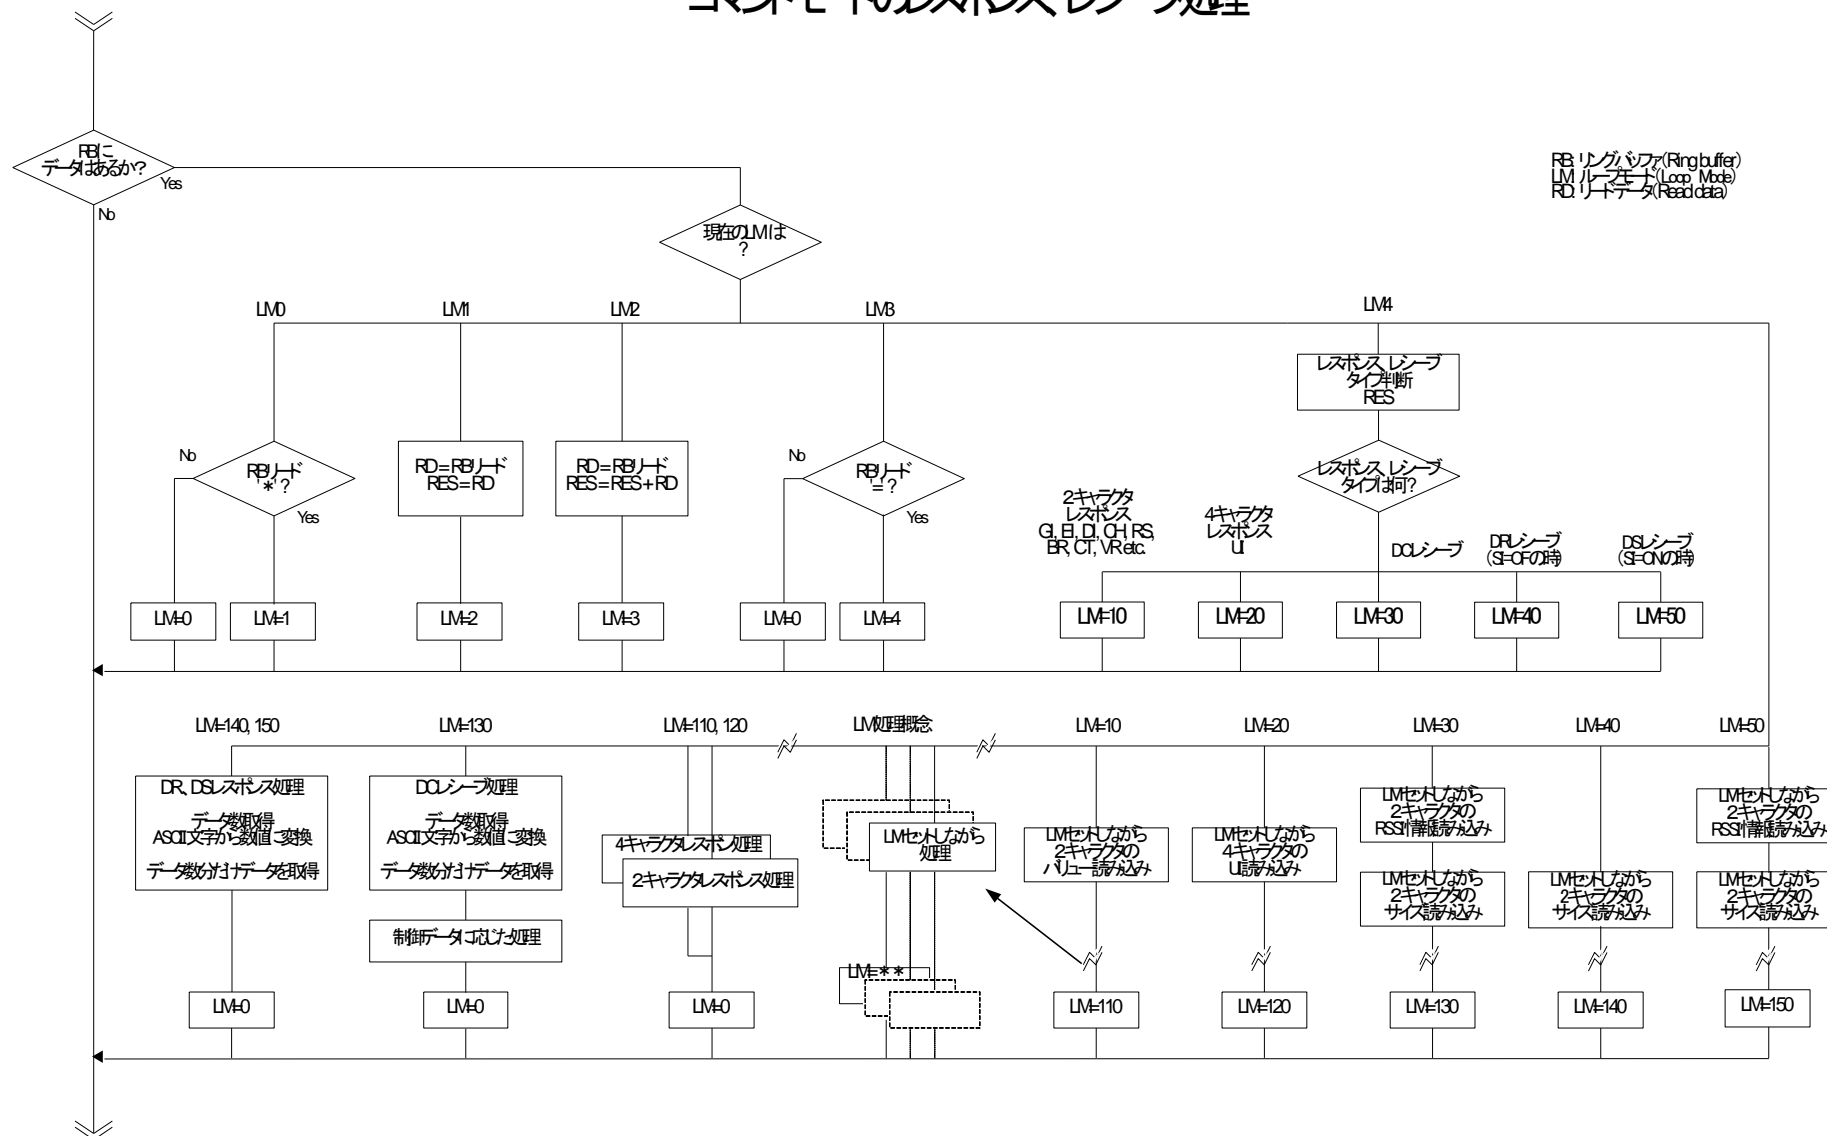 コマンドモードのレスポンス、レシーブ処理
RBに
データはあるか?
Yes
No
RB: リングバッファ(Ring buffer)
LM: ループモード(Loop Mode)
RD: リードデータ(Read data)
現在のLMは
?
LM0
LM1
LM2
LM3
LM4
レスポンス、レシーブ
タイプ判断
RES
No
RBリード
'*' ?
Yes
RD=RBリード
RES=RD
RD=RBリード
RES=RES+RD
No
RBリード
'=' ?
Yes
レスポンス、レシーブ
タイプは何?
2キャラクタ
レスポンス
GI, EI, DI, CH, RS,
BR, CT, VR etc.
4キャラクタ
レスポンス
UI
DCレシーブ
DRレシーブ
(SI=OFの時)
DSレシーブ
(SI=ONの時)
LM=0
LM=1
LM=2
LM=3
LM=0
LM=4
LM=10
LM=20
LM=30
LM=40
LM=50
LM=140, 150
LM=130
LM=110, 120
LM処理概念
LM=10
LM=20
LM=30
LM=40
LM=50
DR、DSレスポンス処理
データ数取得
ASCII文字から数値に変換
データ数分だけデータを取得
DCレシーブ処理
データ数取得
ASCII文字から数値に変換
データ数分だけデータを取得
制御データに応じた処理
4キャラクタレスポンス処理
2キャラクタレスポンス処理
LMセットしながら
処理
LMセットしながら
2キャラクタの
バリュー読み込み
LMセットしながら
4キャラクタの
UI読み込み
LMセットしながら
2キャラクタの
RSSI情報読み込み
LMセットしながら
2キャラクタの
サイズ読み込み
LMセットしながら
2キャラクタの
サイズ読み込み
LMセットしながら
2キャラクタの
RSSI情報読み込み
LMセットしながら
2キャラクタの
サイズ読み込み
LM=0
LM=0
LM=0
LM=**
LM=110
LM=120
LM=130
LM=140
LM=150